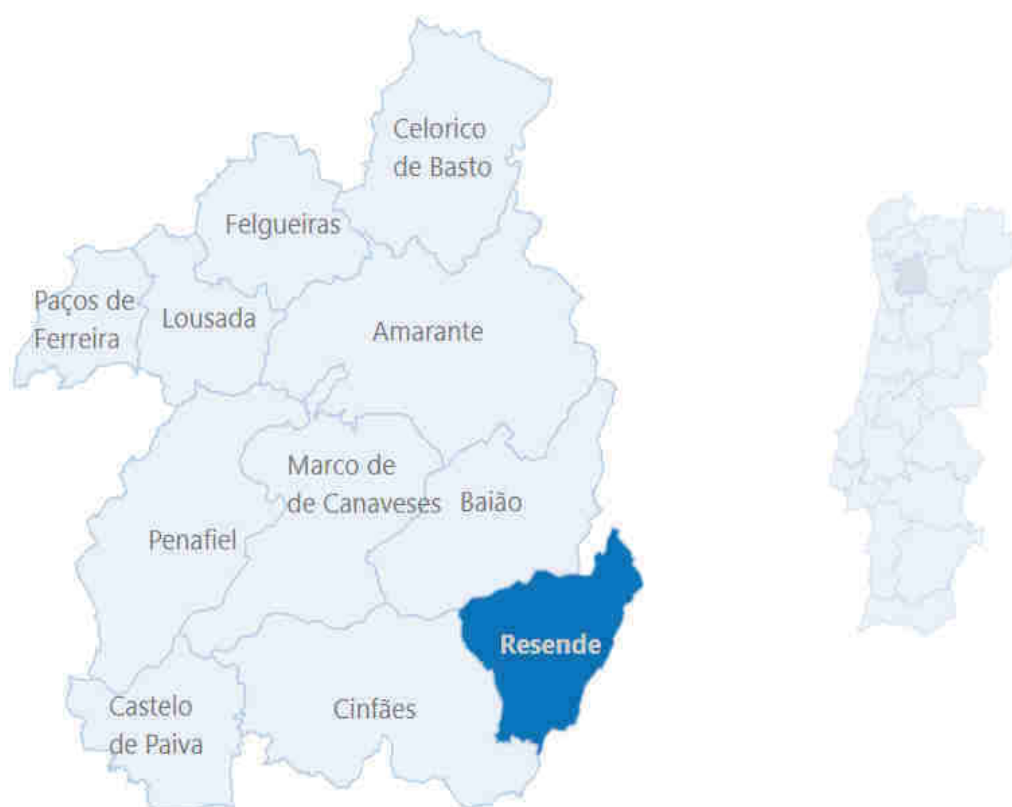 Celorico
de Basto
Felgueiras
Paços de
Ferreira
Lousada
Amarante
Marco de
de Canaveses
Baião
Penafiel
Resende
Castelo
de Paiva
Cinfães